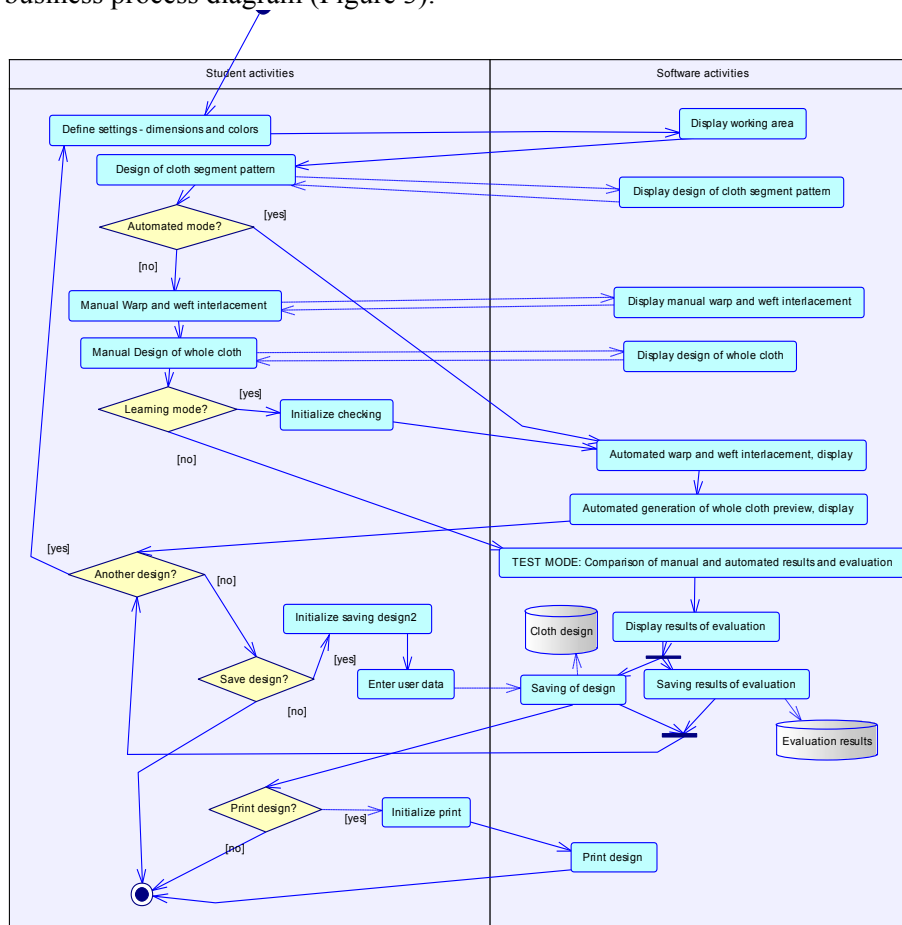 business process diagram (Figure 3).
Student activities
Software activities
Define settings - dimensions and colors
Display working area
Design of cloth segment pattern
Display design of cloth segment pattern
[yes]
Automated mode?
[no]
Manual Warp and weft interlacement
Display manual warp and weft interlacement
Manual Design of whole cloth
Display design of whole cloth
[yes]
Learning mode?
Initialize checking
[no]
Automated warp and weft interlacement, display
Automated generation of whole cloth preview, display
[yes]
TEST MODE: Comparison of manual and automated results and evaluation
Another design?
[no]
Initialize saving design2
Cloth design
Display results of evaluation
[yes]
Save design?
Enter user data
Saving of design
Saving results of evaluation
[no]
Evaluation results
Print design?
[yes]
Initialize print
[no]
Print design